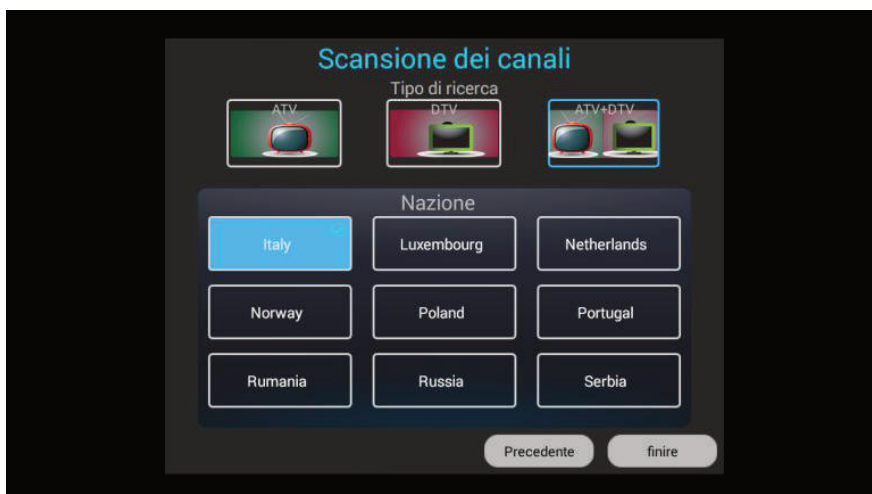 Scansione dei canali
Tipo di ricerca
ATV DTV ATV+DTV
Nazione
Italy Luxembourg Netherlands
Norway Poland Portugal
Rumania Russia Serbia
Precedente finire